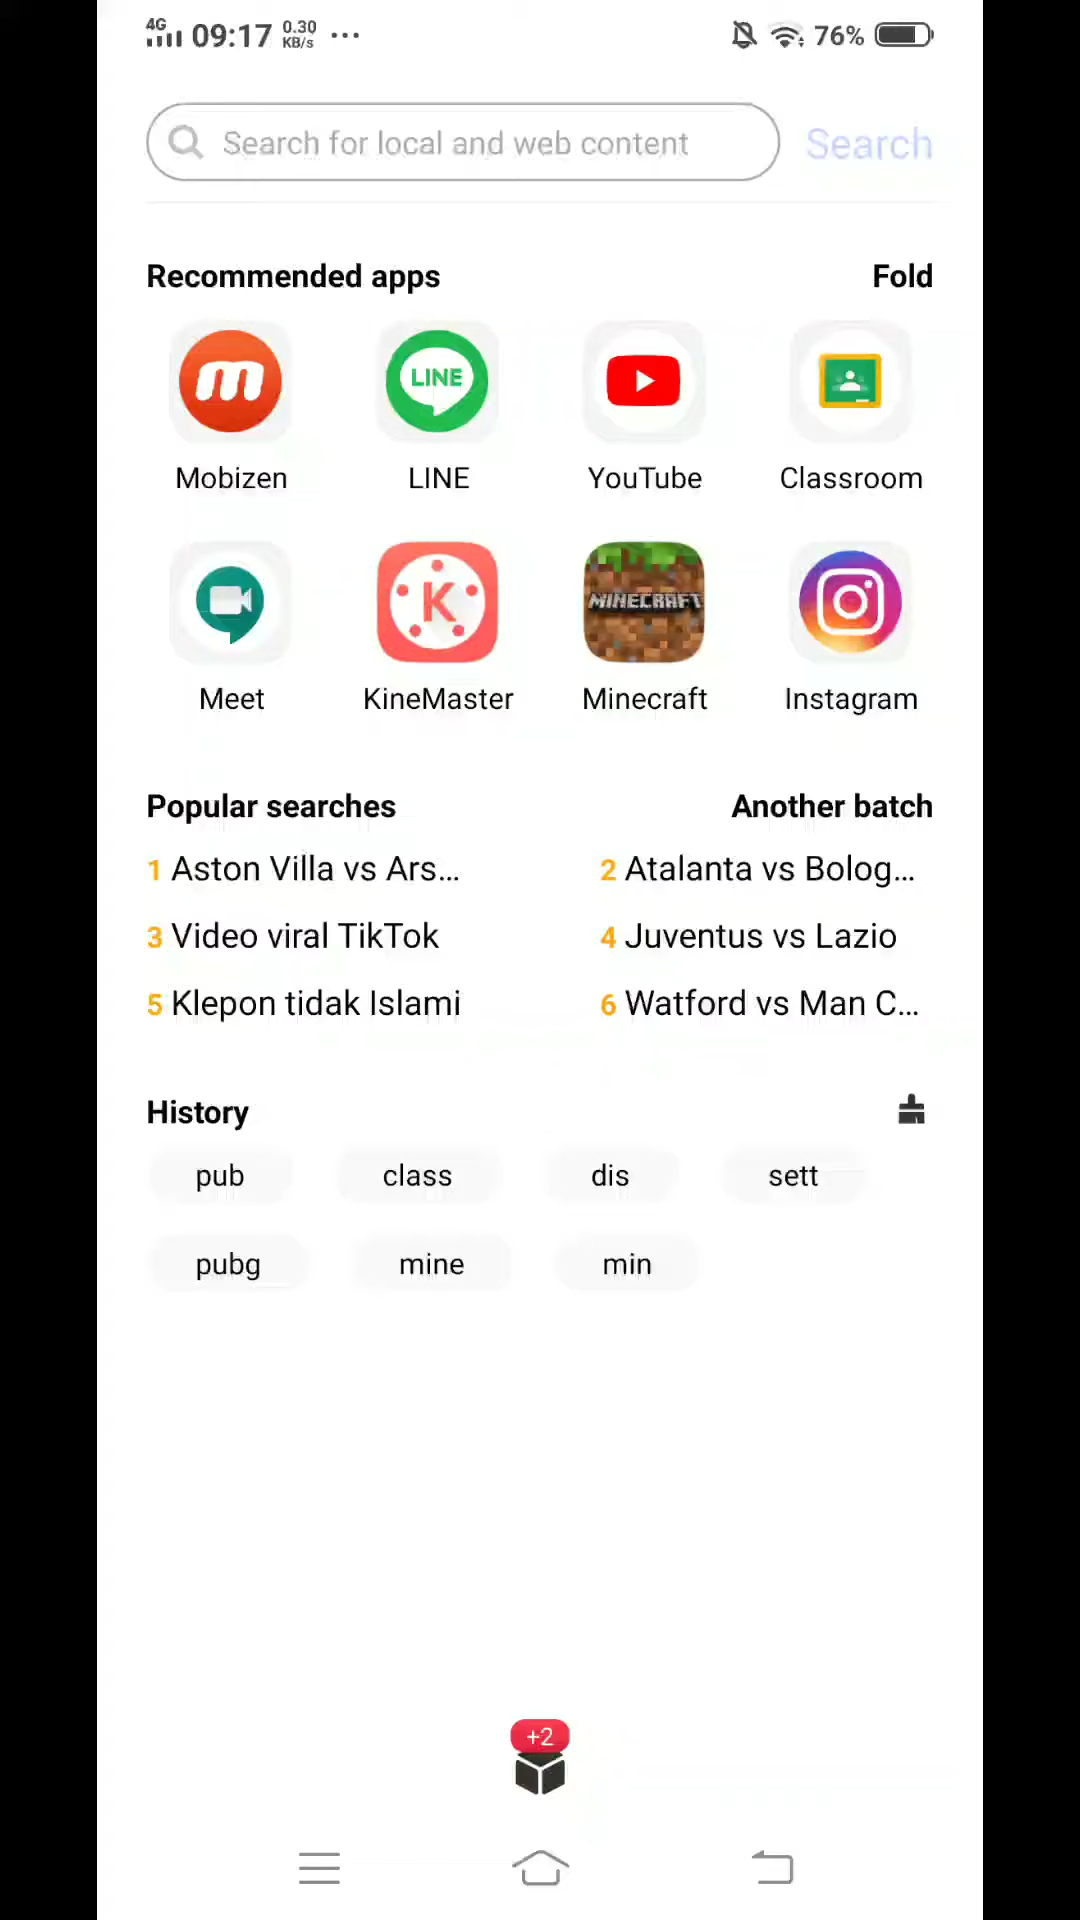 4G 09:17 0.30 KB/s ... 76%
Search for local and web content Search
Recommended apps Fold
m LINE
Mobizen LINE YouTube Classroom
K MINECRAFT
Meet KineMaster Minecraft Instagram
Popular searches Another batch
1 Aston Villa vs Ars... 2 Atalanta vs Bolog...
3 Video viral TikTok 4 Juventus vs Lazio
5 Klepon tidak Islami 6 Watford vs Man C...
History
pub class dis sett
pubg mine min
+2